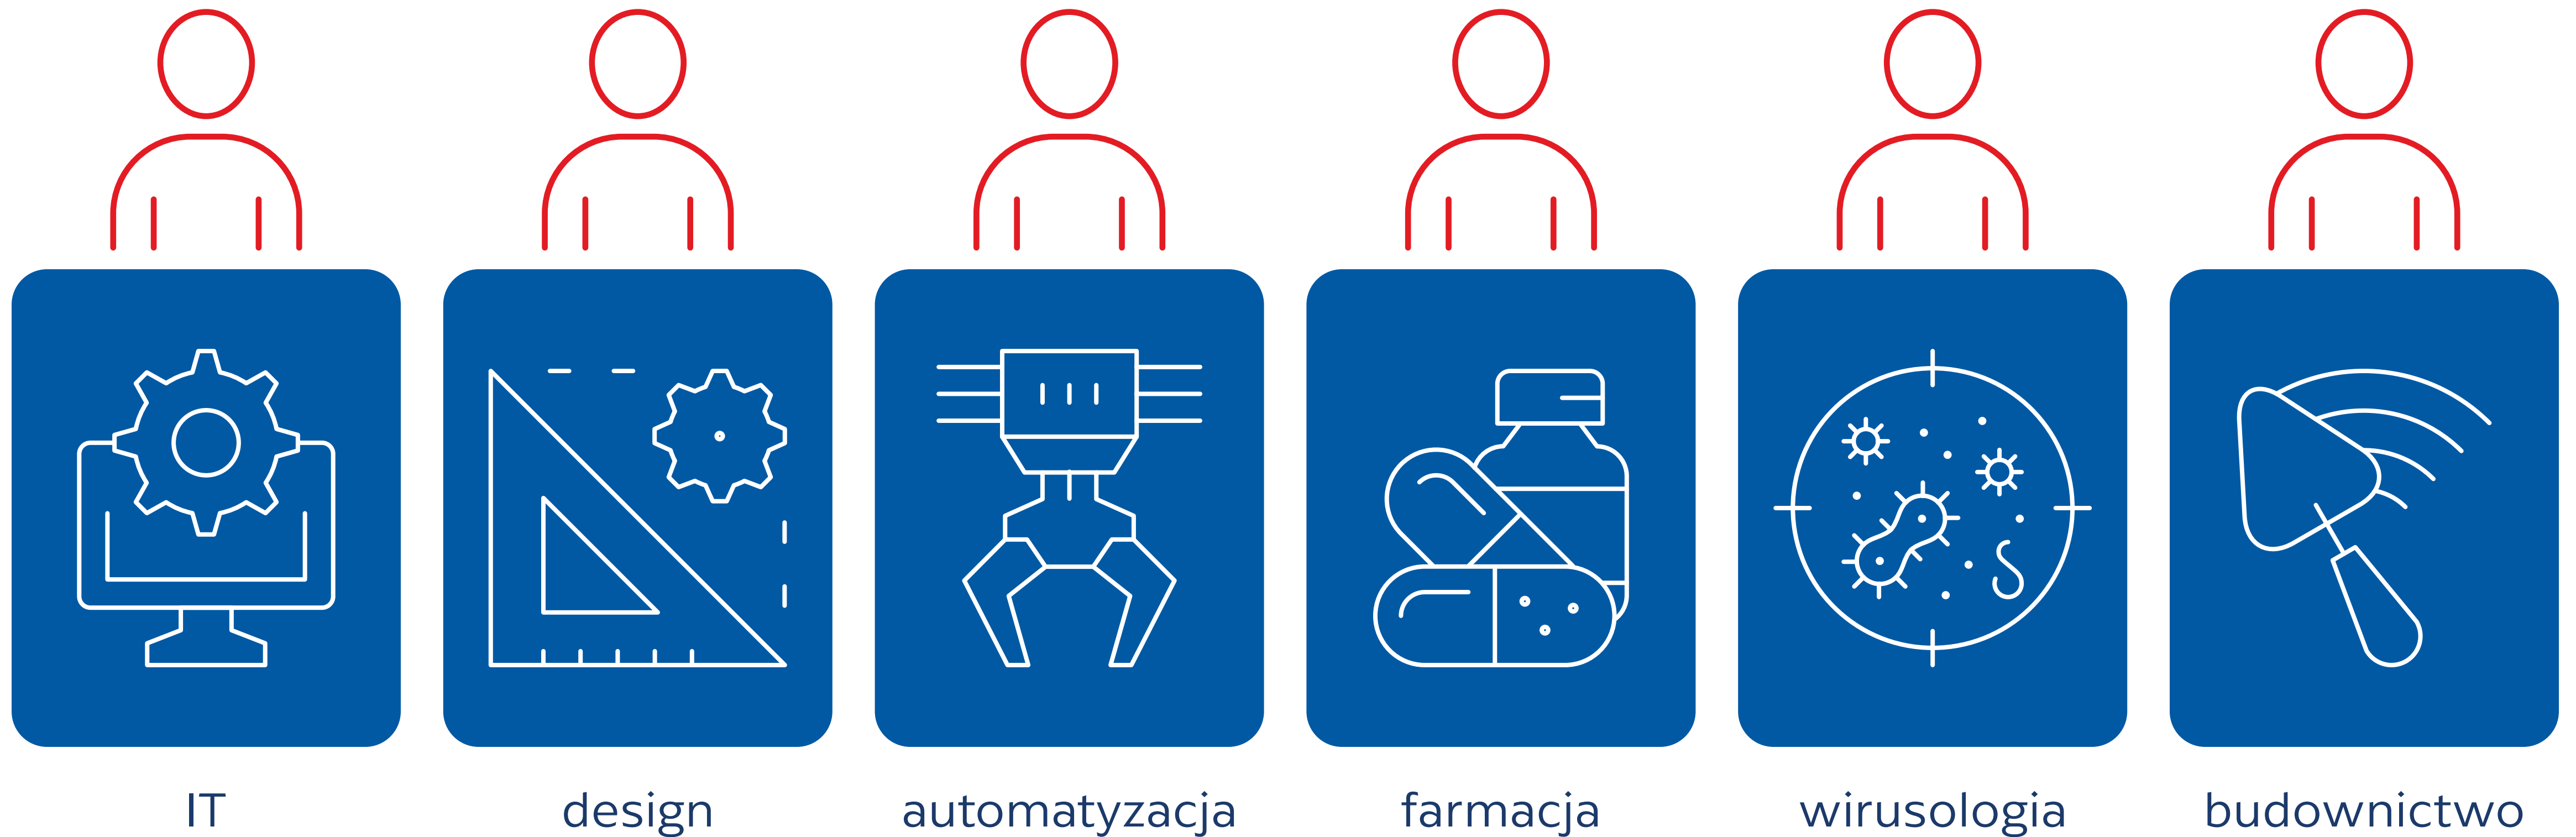 IT
design
automatyzacja
farmacja
wirusologia
budownictwo